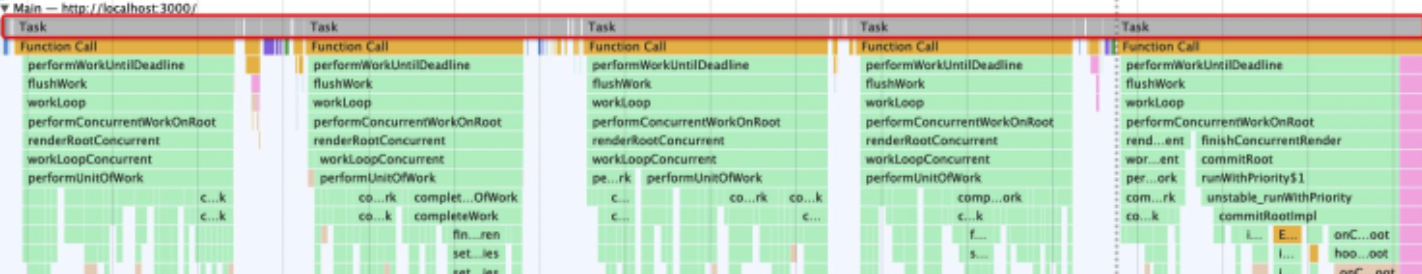 ▼ Main — http://localhost:3000/
Task Task Task Task Task
Function Call Function Call Function Call Function Call Function Call
performWorkUntilDeadline performWorkUntilDeadline performWorkUntilDeadline performWorkUntilDeadline performWorkUntilDeadline
flushWork flushWork flushWork flushWork flushWork
workLoop workLoop workLoop workLoop workLoop
performConcurrentWorkOnRoot performConcurrentWorkOnRoot performConcurrentWorkOnRoot performConcurrentWorkOnRoot performConcurrentWorkOnRoot
renderRootConcurrent renderRootConcurrent renderRootConcurrent renderRootConcurrent rend...ent finishConcurrentRender
workLoopConcurrent workLoopConcurrent workLoopConcurrent workLoopConcurrent wor...ent commitRoot
performUnitOfWork performUnitOfWork pe...rk performUnitOfWork performUnitOfWork per...ork runWithPriority$1
c...k co...rk complet...OfWork c... co...rk co...k comp...ork com...rk unstable_runWithPriority
c...k co...k completeWork c... c... c...k co...k commitRootImpl
fin...ren f... i... E... onC...oot
set...ies s... I... hoo...oot
set...ies onC...oot